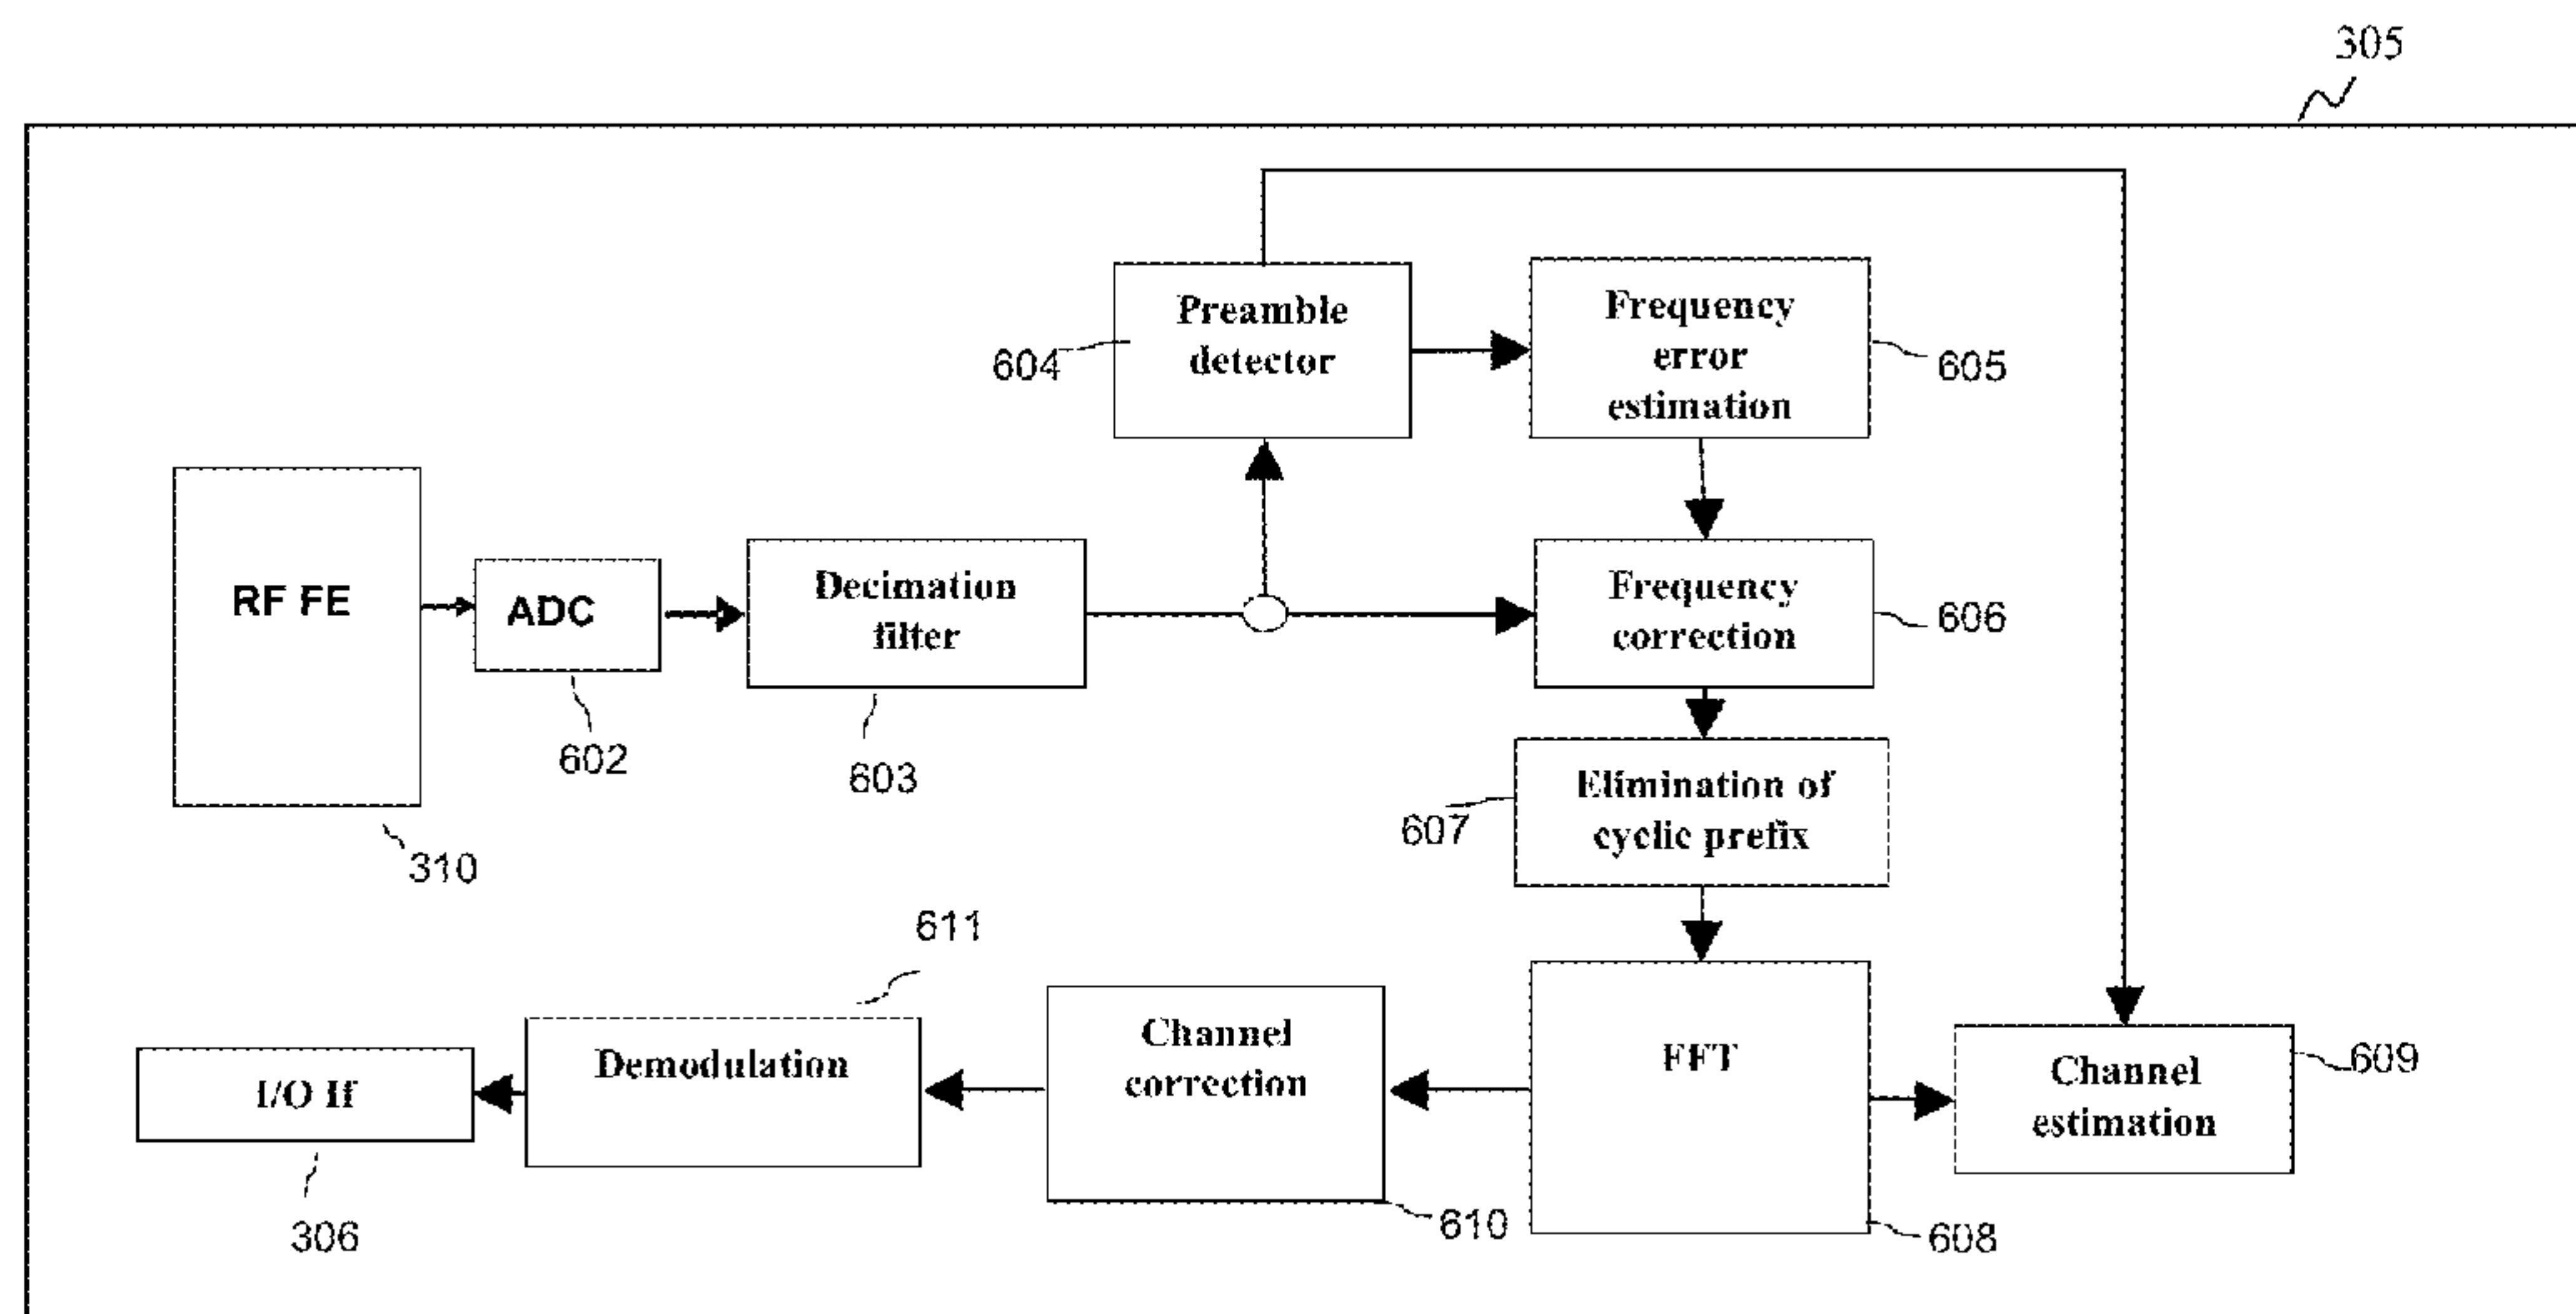 305
Preamble
detector
604
Frequency
error
estimation
605
RF FE
310
ADC
602
Decimation
filter
603
Frequency
correction
606
Elimination of
cyclic prefix
607
611
I/O If
306
Demodulation
Channel
correction
610
FFT
608
Channel
estimation
609